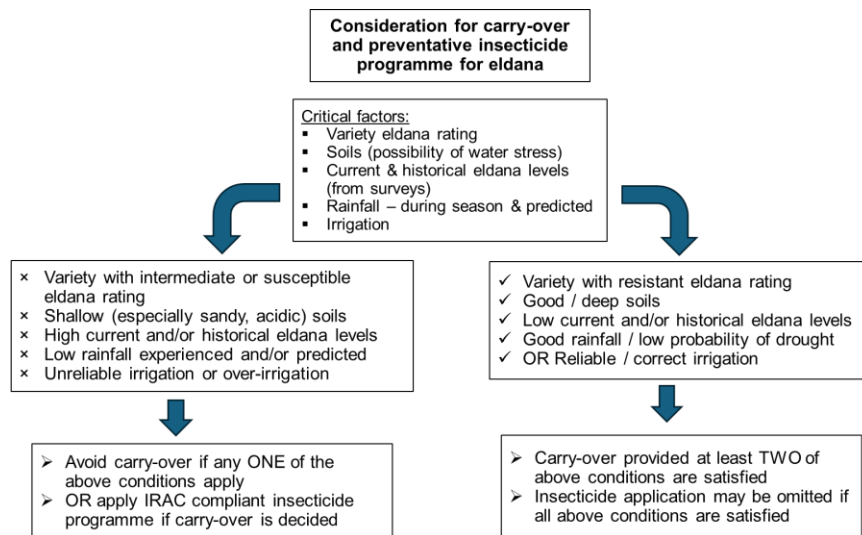 Consideration for carry-over
and preventative insecticide
programme for eldana
Critical factors:
▪ Variety eldana rating
▪ Soils (possibility of water stress)
▪ Current & historical eldana levels
(from surveys)
▪ Rainfall – during season & predicted
▪ Irrigation
× Variety with intermediate or susceptible
eldana rating
× Shallow (especially sandy, acidic) soils
× High current and/or historical eldana levels
× Low rainfall experienced and/or predicted
× Unreliable irrigation or over-irrigation
✓ Variety with resistant eldana rating
✓ Good / deep soils
✓ Low current and/or historical eldana levels
✓ Good rainfall / low probability of drought
✓ OR Reliable / correct irrigation
➢ Avoid carry-over if any ONE of the
above conditions apply
➢ OR apply IRAC compliant insecticide
programme if carry-over is decided
➢ Carry-over provided at least TWO of
above conditions are satisfied
➢ Insecticide application may be omitted if
all above conditions are satisfied